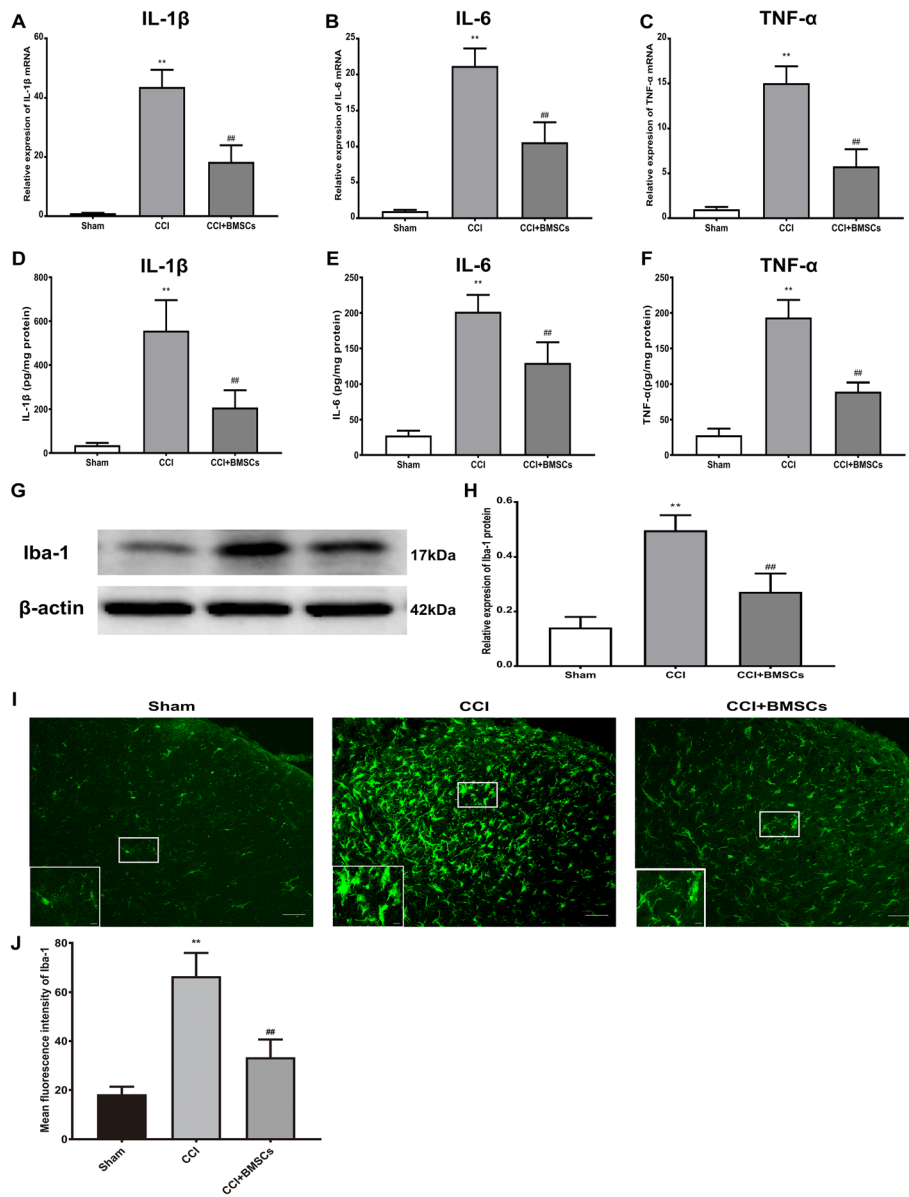 A
IL-1β
Relative expresion of IL-1β mRNA
60
40
20
0
**
##
Sham
CCI
CCI+BMSCs
B
IL-6
Relative expresion of IL-6 mRNA
25
20
15
10
5
0
**
##
Sham
CCI
CCI+BMSCs
C
TNF-α
Relative expresion of TNF-α mRNA
20
15
10
5
0
**
##
Sham
CCI
CCI+BMSCs
D
IL-1β
IL-1β (pg/mg protein)
800
600
400
200
0
**
##
Sham
CCI
CCI+BMSCs
E
IL-6
IL-6 (pg/mg protein)
250
200
150
100
50
0
**
##
Sham
CCI
CCI+BMSCs
F
TNF-α
TNF-α(pg/mg protein)
250
200
150
100
50
0
**
##
Sham
CCI
CCI+BMSCs
G
Iba-1
17kDa
β-actin
42kDa
H
Relative expresion of Iba-1 protein
0.6
0.4
0.2
0.0
**
##
Sham
CCI
CCI+BMSCs
I
Sham
CCI
CCI+BMSCs
J
Mean fluorescence intensity of Iba-1
80
60
40
20
0
**
##
Sham
CCI
CCI+BMSCs